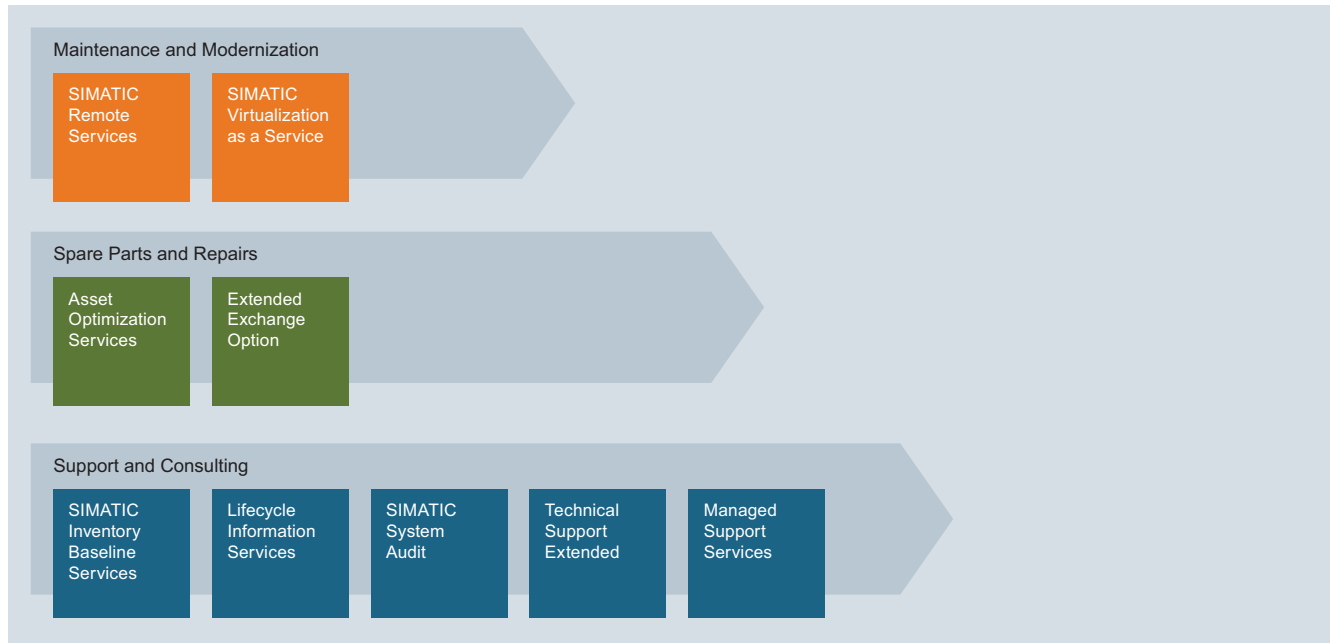 Maintenance and Modernization
SIMATIC
Remote
Services
SIMATIC
Virtualization
as a Service
Spare Parts and Repairs
Asset
Optimization
Services
Extended
Exchange
Option
Support and Consulting
SIMATIC
Inventory
Baseline
Services
Lifecycle
Information
Services
SIMATIC
System
Audit
Technical
Support
Extended
Managed
Support
Services